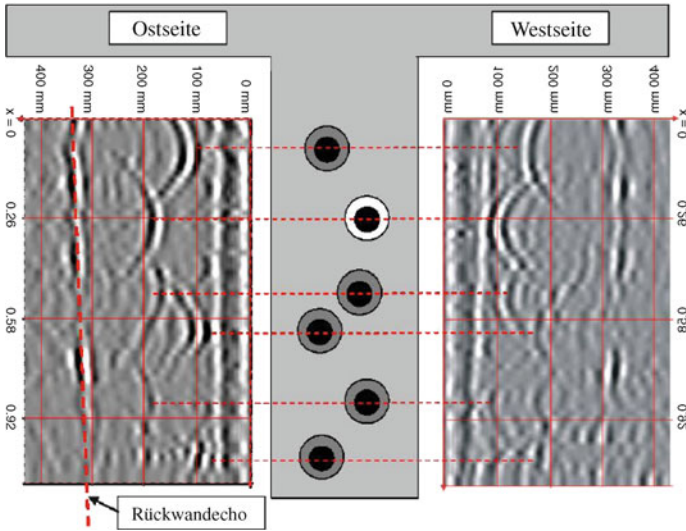 Ostseite
Westseite
400 mm
300 mm
200 mm
100 mm
0 mm
0 mm
100 mm
200 mm
300 mm
400 mm
x = 0
0.26
0.58
0.92
x = 0
Rückwandecho